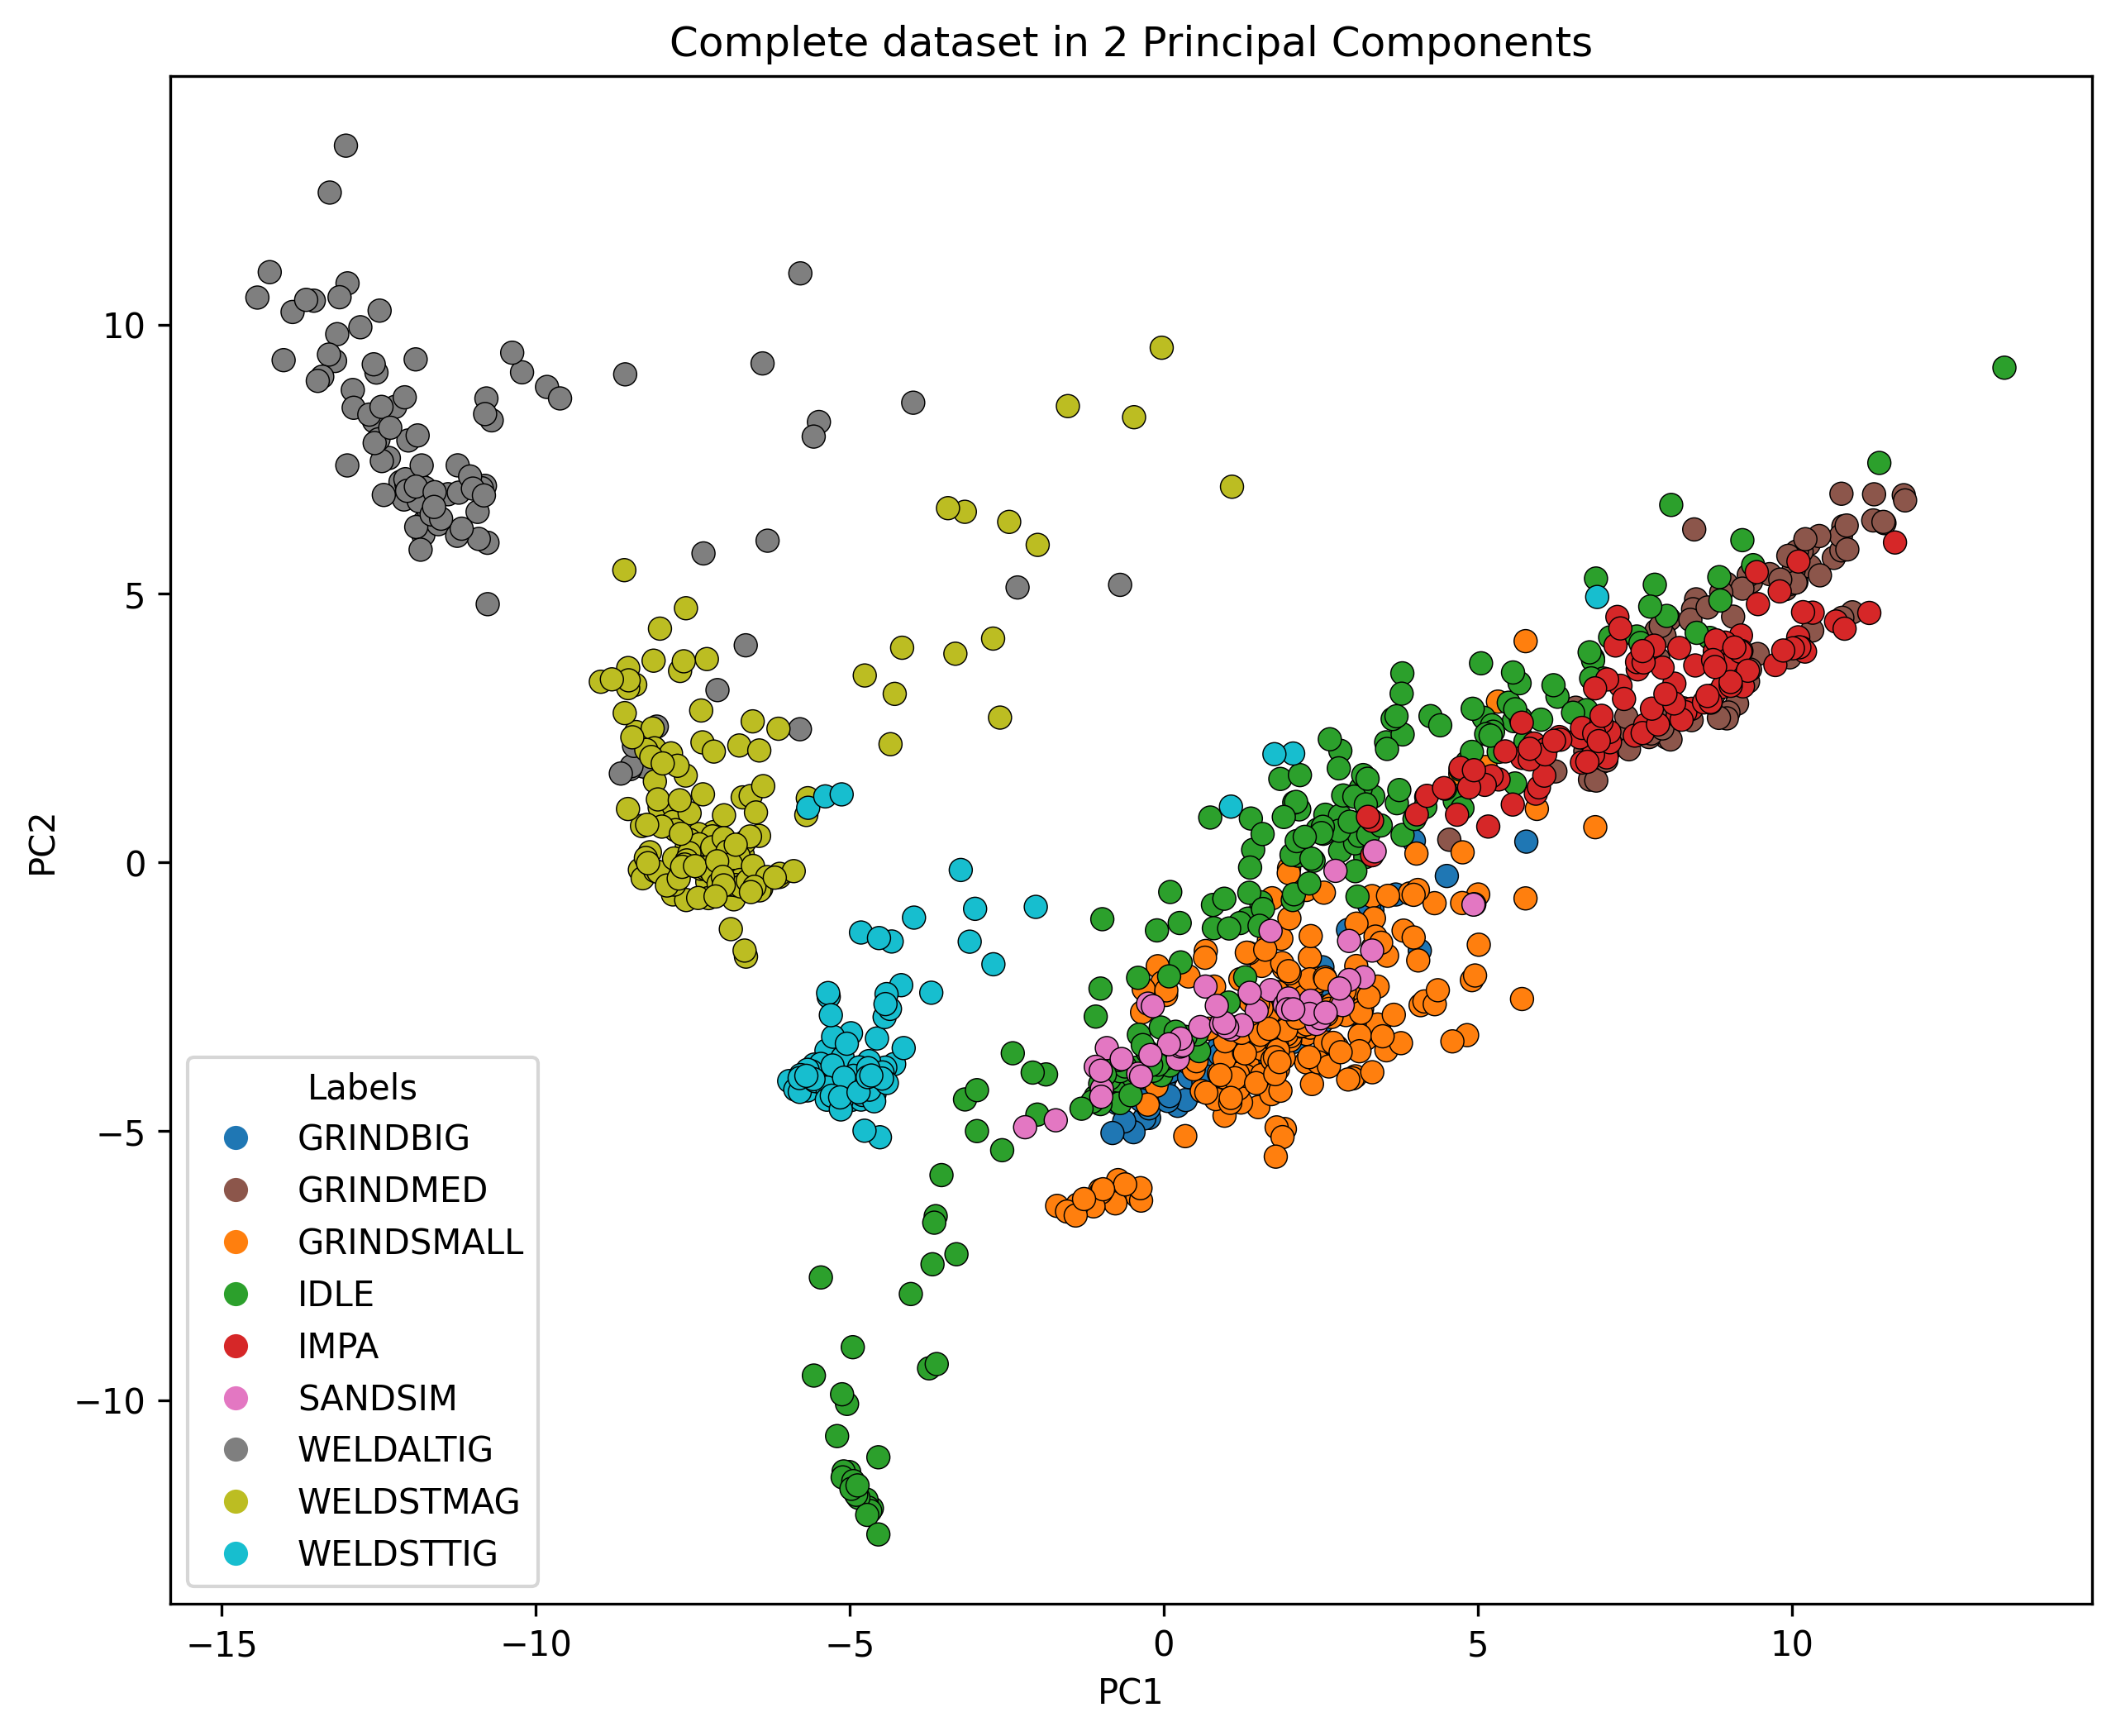 Complete dataset in 2 Principal Components
10
5
0
−5
−10
PC2
Labels
GRINDBIG
GRINDMED
GRINDSMALL
IDLE
IMPA
SANDSIM
WELDALTIG
WELDSTMAG
WELDSTTIG
−15 −10 −5 0 5 10
PC1